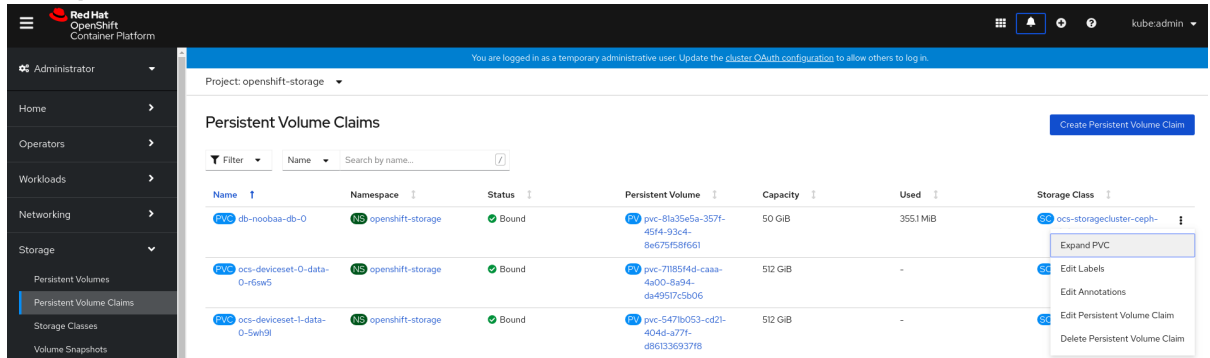 Red Hat
OpenShift
Container Platform
kube:admin
You are logged in as a temporary administrative user. Update the cluster OAuth configuration to allow others to log in.
Administrator
Project: openshift-storage
Home
Persistent Volume Claims
Create Persistent Volume Claim
Operators
Filter Name Search by name... /
Workloads
Name Namespace Status Persistent Volume Capacity Used Storage Class
Networking
PVC db-noobaa-db-0 NS openshift-storage Bound PV pvc-81a35e5a-357f- 50 GiB 355.1 MiB SC ocs-storagecluster-ceph-
45f4-93c4-
8e675f58f661
Storage
Expand PVC
Persistent Volumes
PVC ocs-deviceset-0-data- NS openshift-storage Bound PV pvc-71185f4d-caaa- 512 GiB - SC Edit Labels
0-r6sw5 4a00-8a94-
da49517c5b06
Edit Annotations
Persistent Volume Claims
PVC ocs-deviceset-1-data- NS openshift-storage Bound PV pvc-5471b053-cd21- 512 GiB - SC Edit Persistent Volume Claim
0-5wh9l 404d-a77f-
d861336937f8
Storage Classes
Delete Persistent Volume Claim
Volume Snapshots